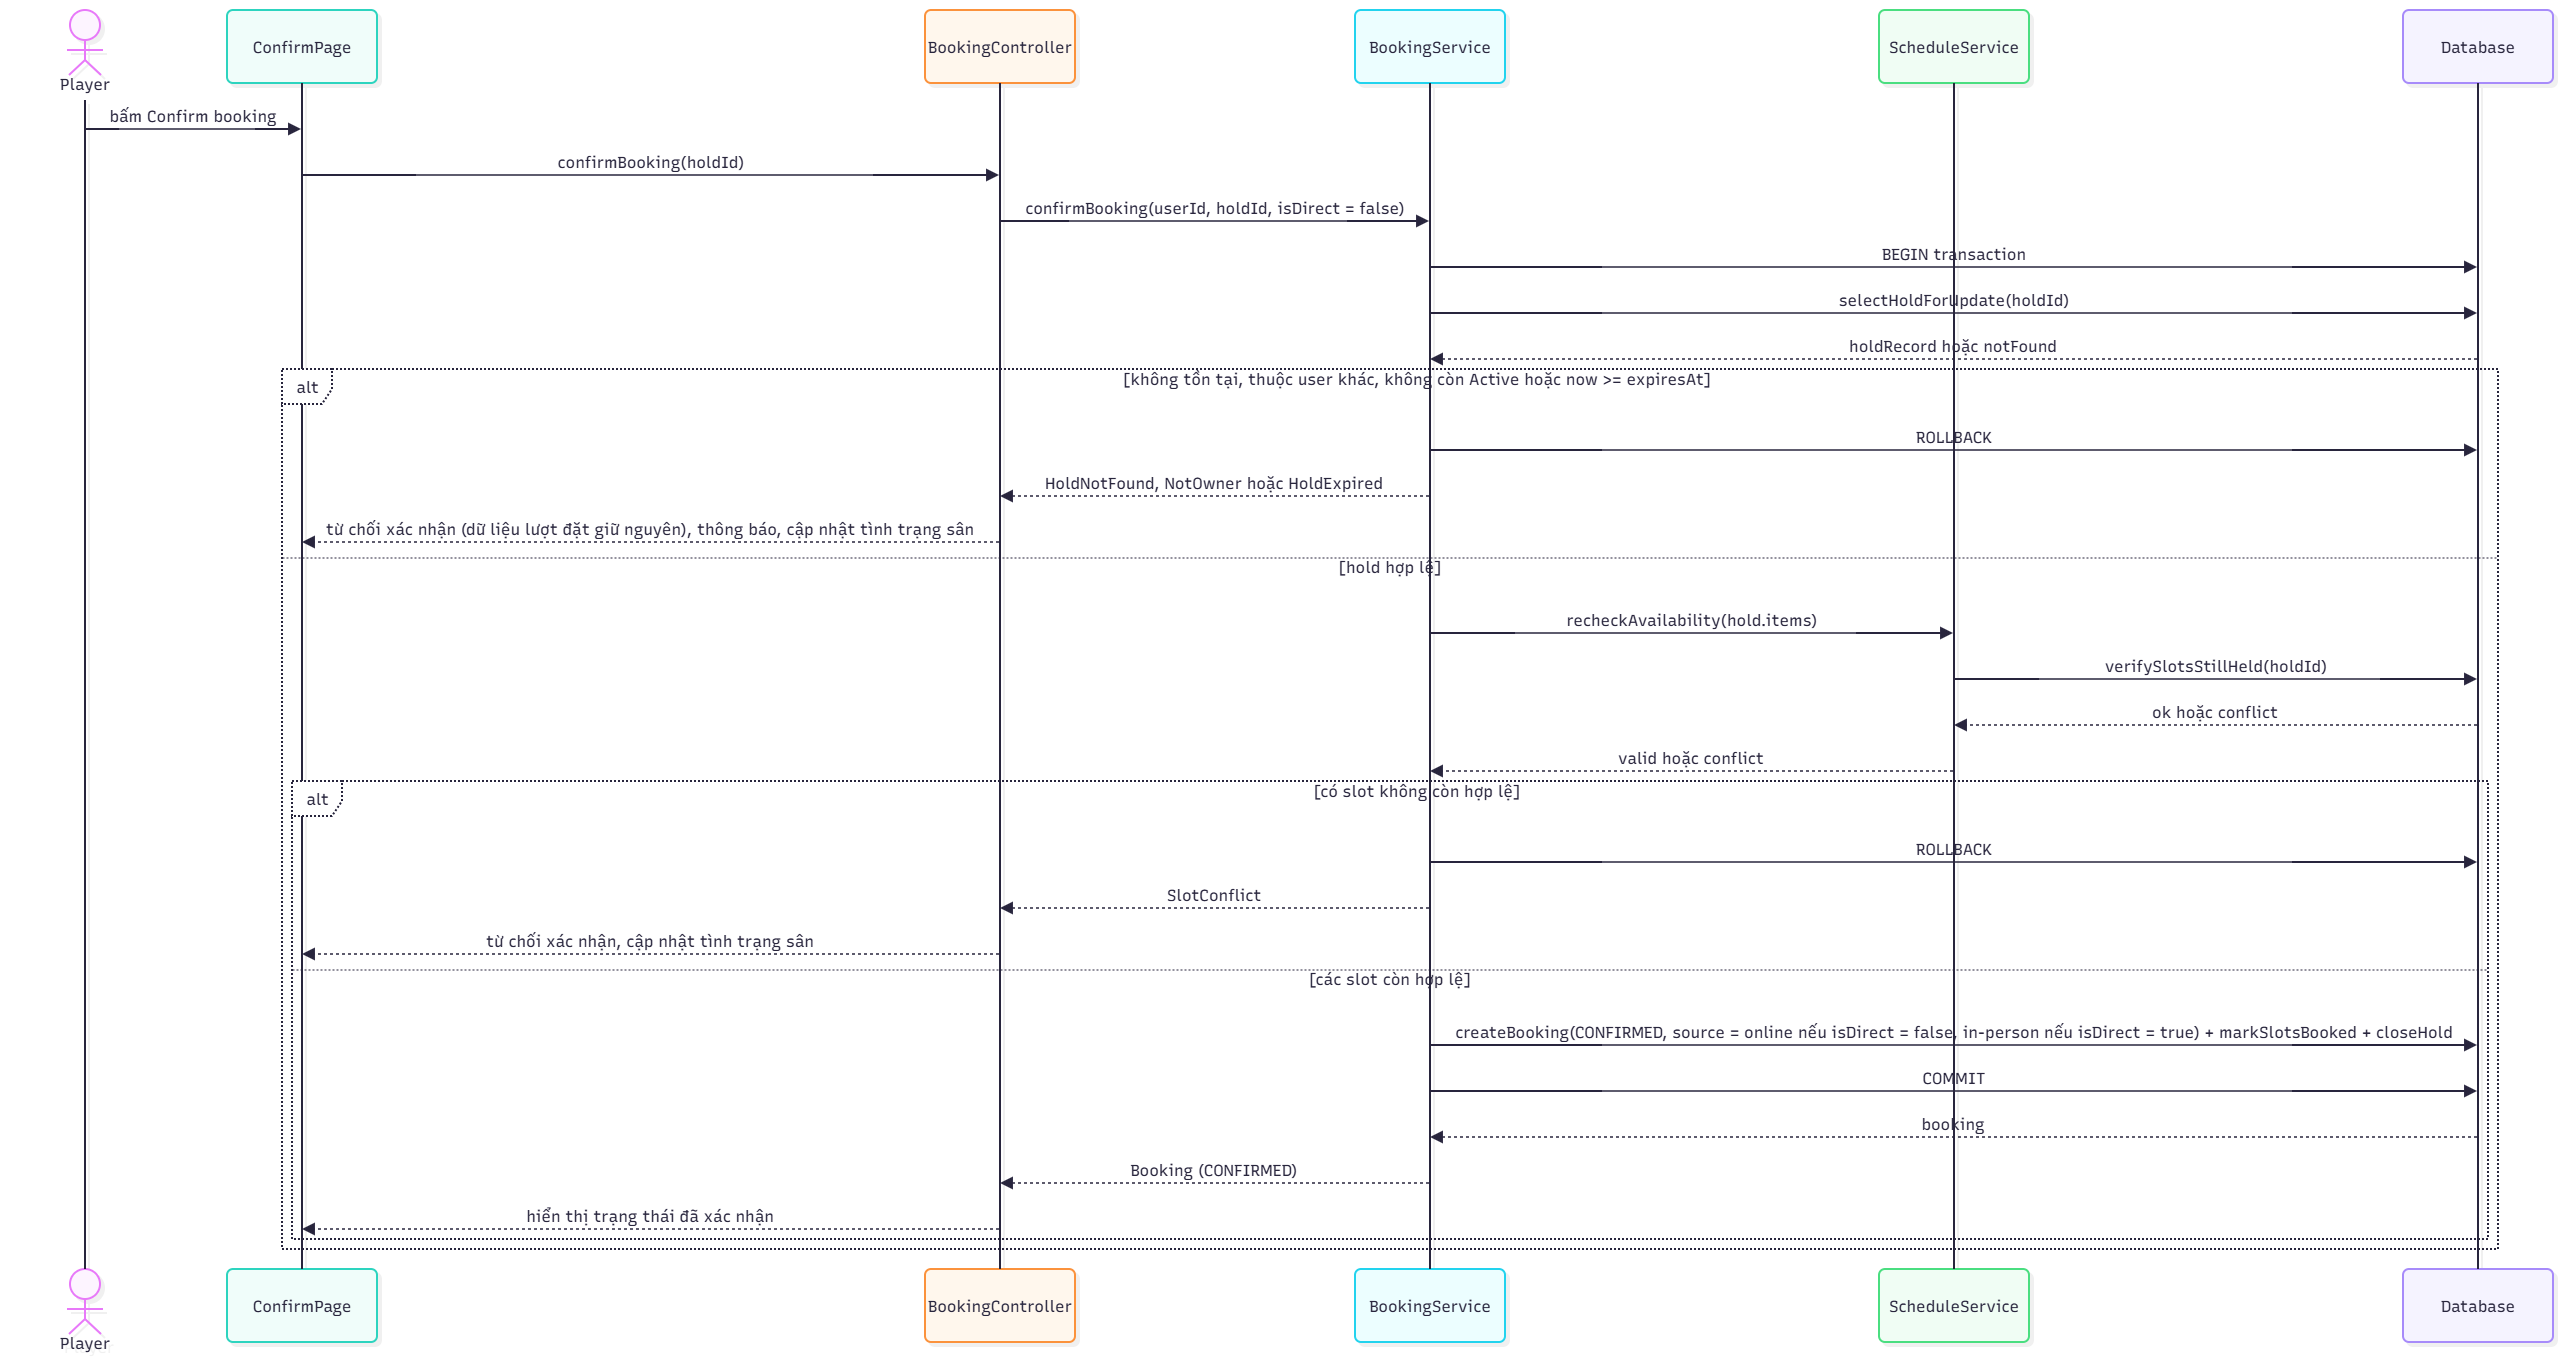 Player
ConfirmPage
BookingController
BookingService
ScheduleService
Database
bấm Confirm booking
confirmBooking(holdId)
confirmBooking(userId, holdId, isDirect = false)
BEGIN transaction
selectHoldForUpdate(holdId)
holdRecord hoặc notFound
alt
[không tồn tại, thuộc user khác, không còn Active hoặc now >= expiresAt]
ROLLBACK
HoldNotFound, NotOwner hoặc HoldExpired
từ chối xác nhận (dữ liệu lượt đặt giữ nguyên), thông báo, cập nhật tình trạng sân
[hold hợp lệ]
recheckAvailability(hold.items)
verifySlotsStillHeld(holdId)
ok hoặc conflict
valid hoặc conflict
alt
[có slot không còn hợp lệ]
ROLLBACK
SlotConflict
từ chối xác nhận, cập nhật tình trạng sân
[các slot còn hợp lệ]
createBooking(CONFIRMED, source = online nếu isDirect = false, in-person nếu isDirect = true) + markSlotsBooked + closeHold
COMMIT
booking
Booking (CONFIRMED)
hiển thị trạng thái đã xác nhận
Player
ConfirmPage
BookingController
BookingService
ScheduleService
Database